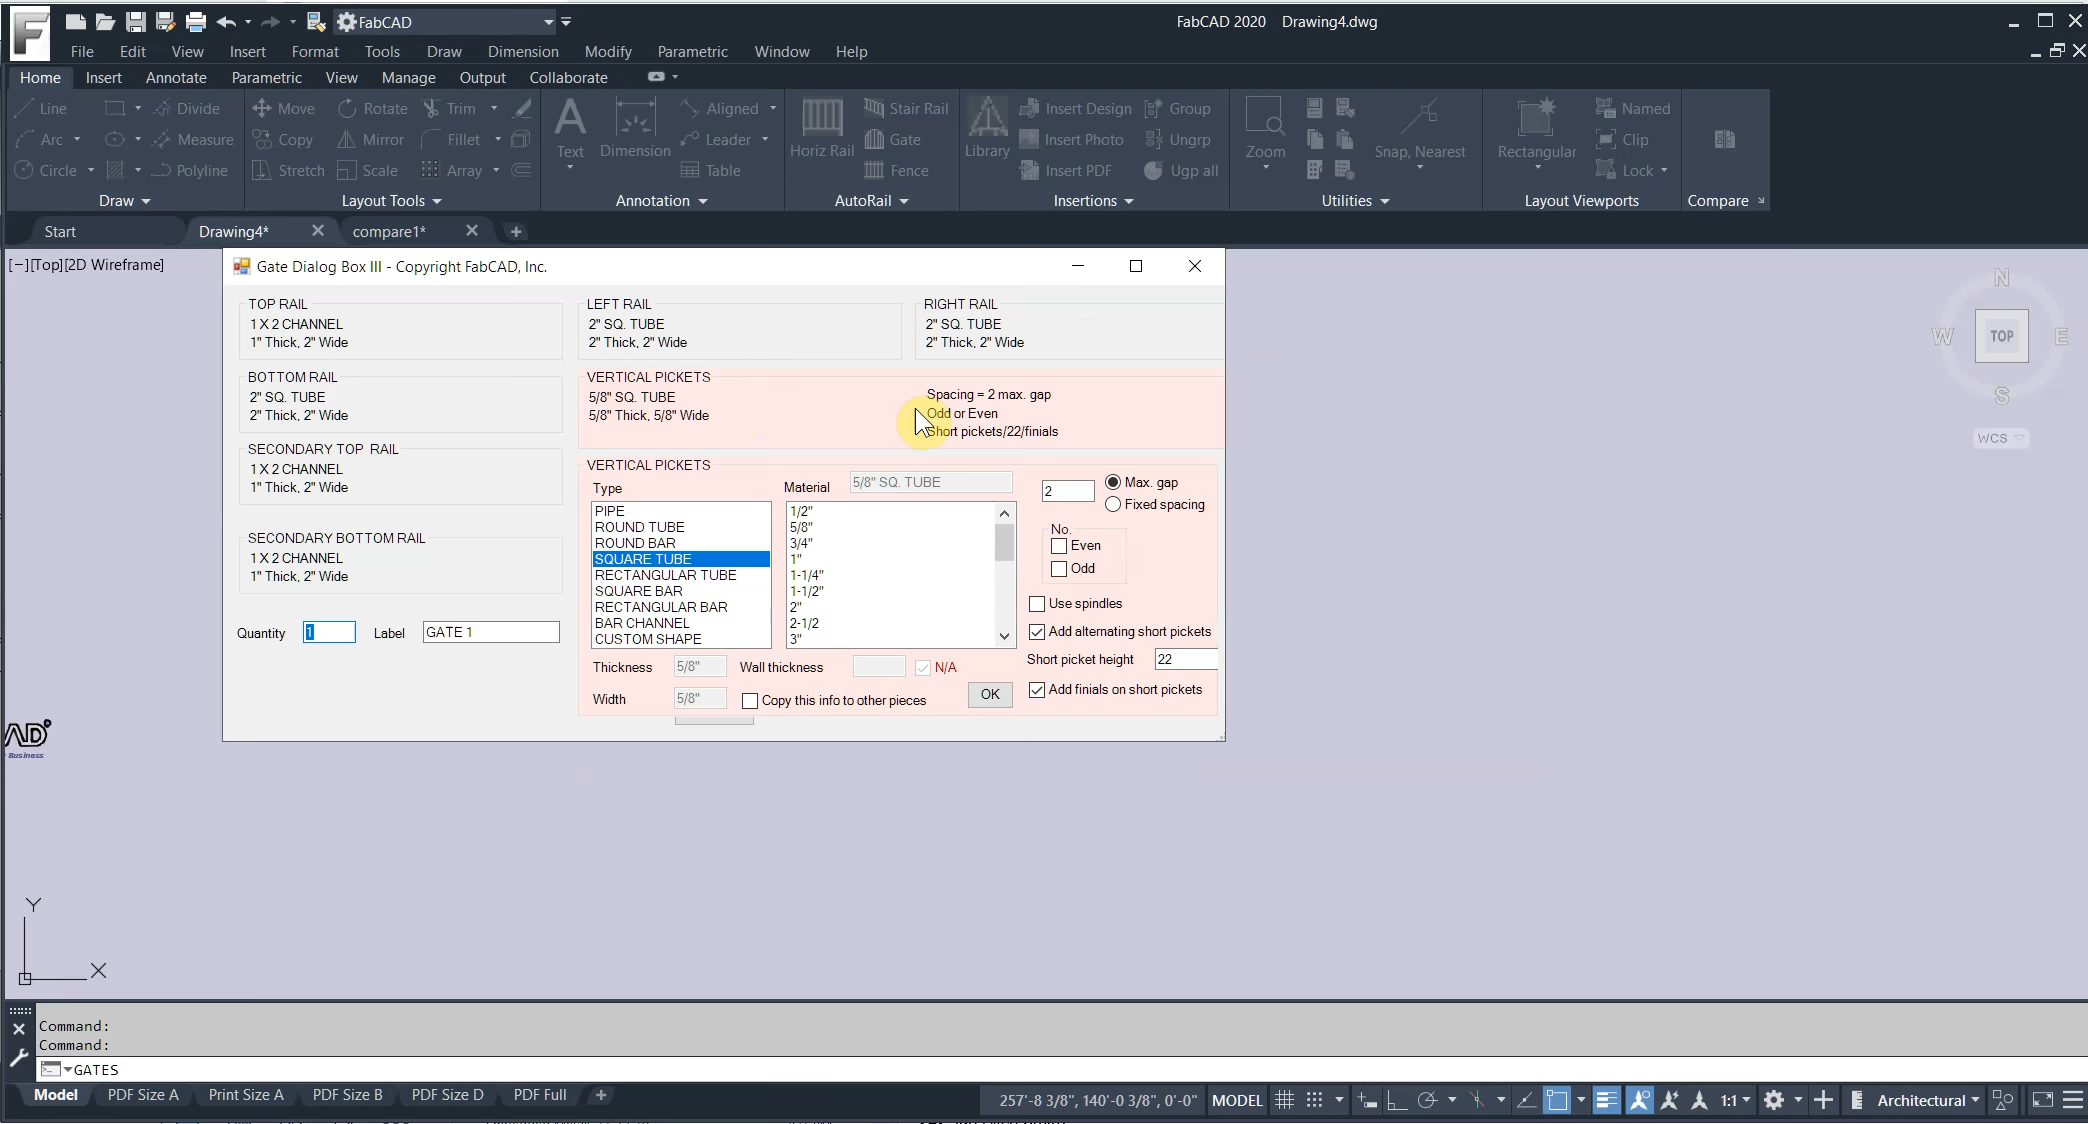 FabCAD
FabCAD 2020 Drawing4.dwg
File Edit View Insert Format Tools Draw Dimension Modify Parametric Window Help
Home Insert Annotate Parametric View Manage Output Collaborate
Line Divide Move Rotate Trim Aligned Stair Rail Insert Design Group Named
Arc Measure Copy Mirror Fillet Text Dimension Leader Horiz Rail Gate Library Insert Photo Ungrp Zoom Snap, Nearest Rectangular Clip
Circle Polyline Stretch Scale Array Table Fence Insert PDF Ugp all Lock
Draw Layout Tools Annotation AutoRail Insertions Utilities Layout Viewports Compare
Start Drawing4* compare1*
[−][Top][2D Wireframe]
Gate Dialog Box III - Copyright FabCAD, Inc.
TOP RAIL
1 X 2 CHANNEL
1" Thick, 2" Wide
LEFT RAIL
2" SQ. TUBE
2" Thick, 2" Wide
RIGHT RAIL
2" SQ. TUBE
2" Thick, 2" Wide
BOTTOM RAIL
2" SQ. TUBE
2" Thick, 2" Wide
VERTICAL PICKETS
5/8" SQ. TUBE
5/8" Thick, 5/8" Wide
Spacing = 2 max. gap
Odd or Even
Short pickets/22/finials
SECONDARY TOP RAIL
1 X 2 CHANNEL
1" Thick, 2" Wide
SECONDARY BOTTOM RAIL
1 X 2 CHANNEL
1" Thick, 2" Wide
Quantity 1 Label GATE 1
VERTICAL PICKETS
Type
PIPE
ROUND TUBE
ROUND BAR
SQUARE TUBE
RECTANGULAR TUBE
SQUARE BAR
RECTANGULAR BAR
BAR CHANNEL
CUSTOM SHAPE
Material 5/8" SQ. TUBE
1/2"
5/8"
3/4"
1"
1-1/4"
1-1/2"
2"
2-1/2
3"
2 Max. gap
Fixed spacing
No.
Even
Odd
Use spindles
Add alternating short pickets
Short picket height 22
Add finials on short pickets
Thickness 5/8" Wall thickness N/A
Width 5/8" Copy this info to other pieces OK
N
W TOP E
S
WCS
AD
Business
Y
X
Command:
Command:
GATES
Model PDF Size A Print Size A PDF Size B PDF Size D PDF Full
257'-8 3/8", 140'-0 3/8", 0'-0" MODEL 1:1 Architectural